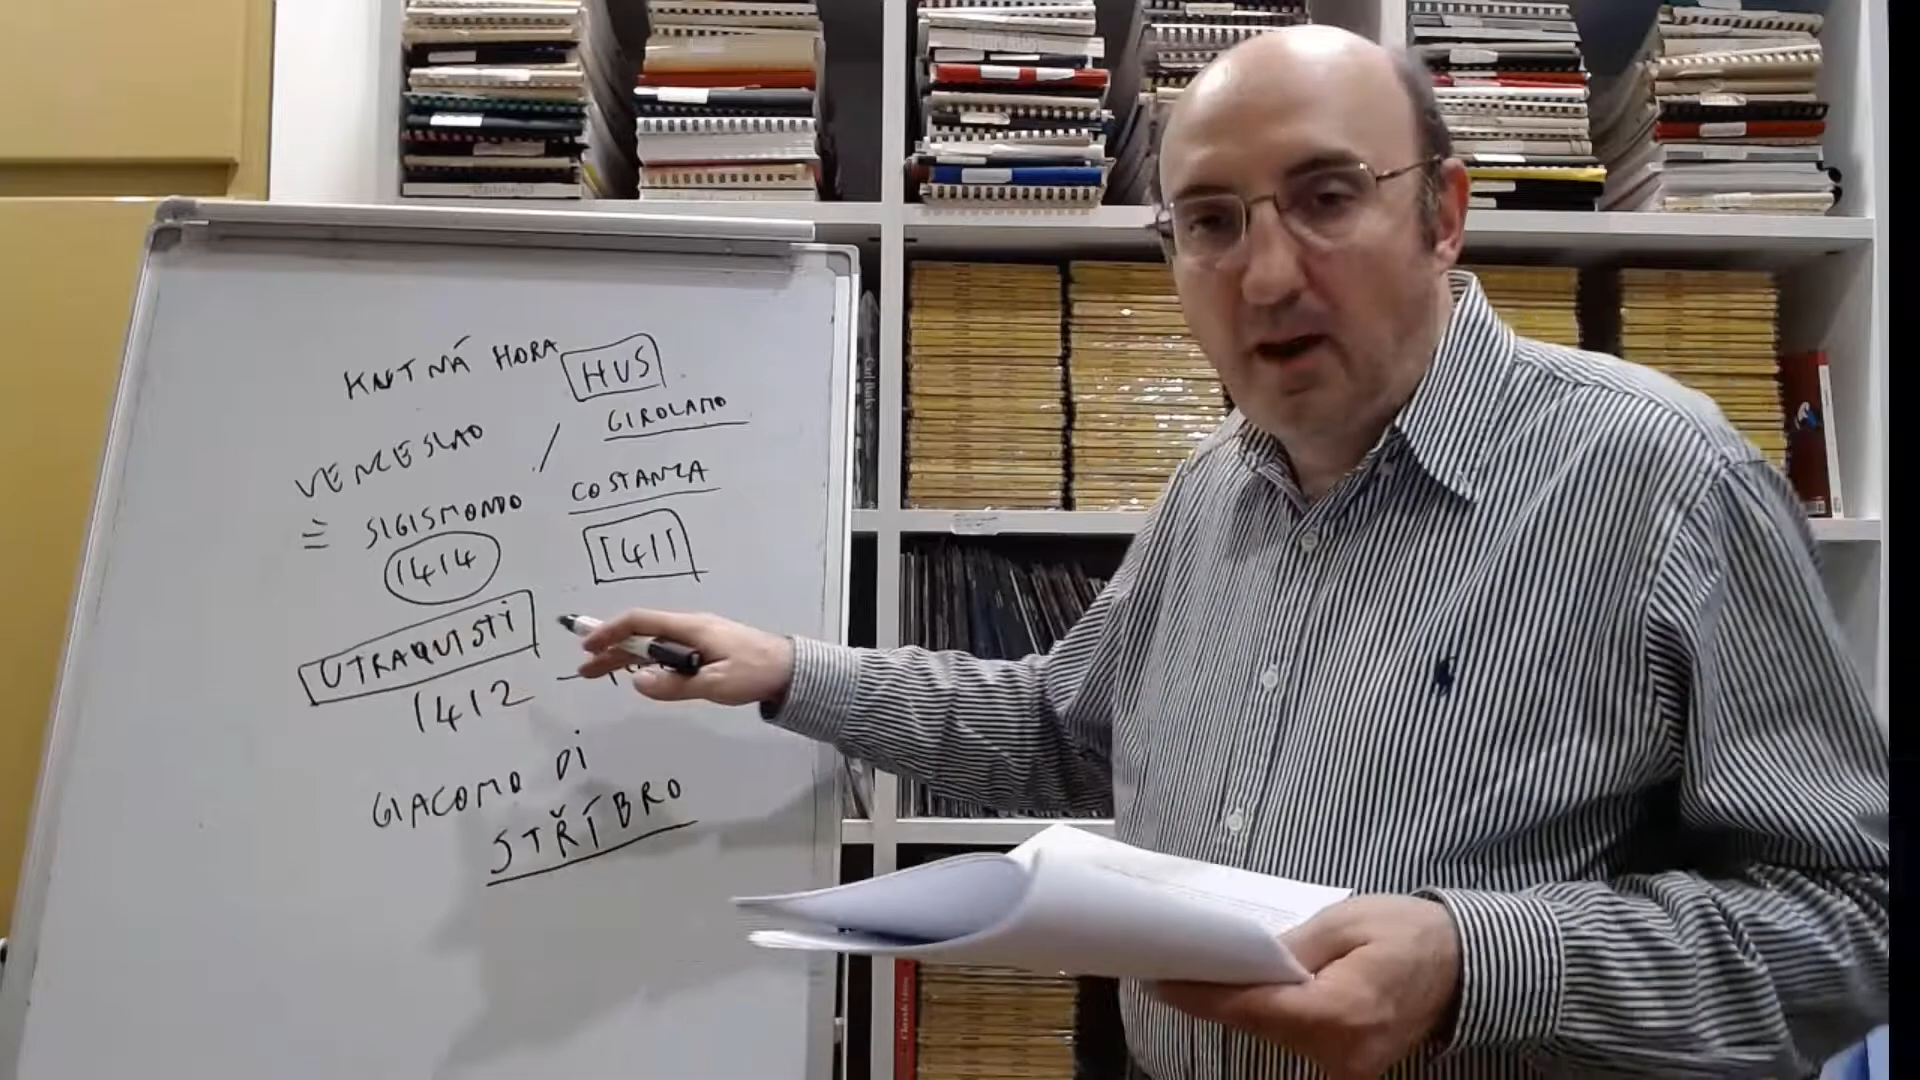 KUTNÁ HORA HUS
GIROLAMO
VENCESLAO /
= SIGISMONDO COSTANZA
1414 1411
UTRAQUISTI
1412 –
GIACOMO DI
STŘÍBRO